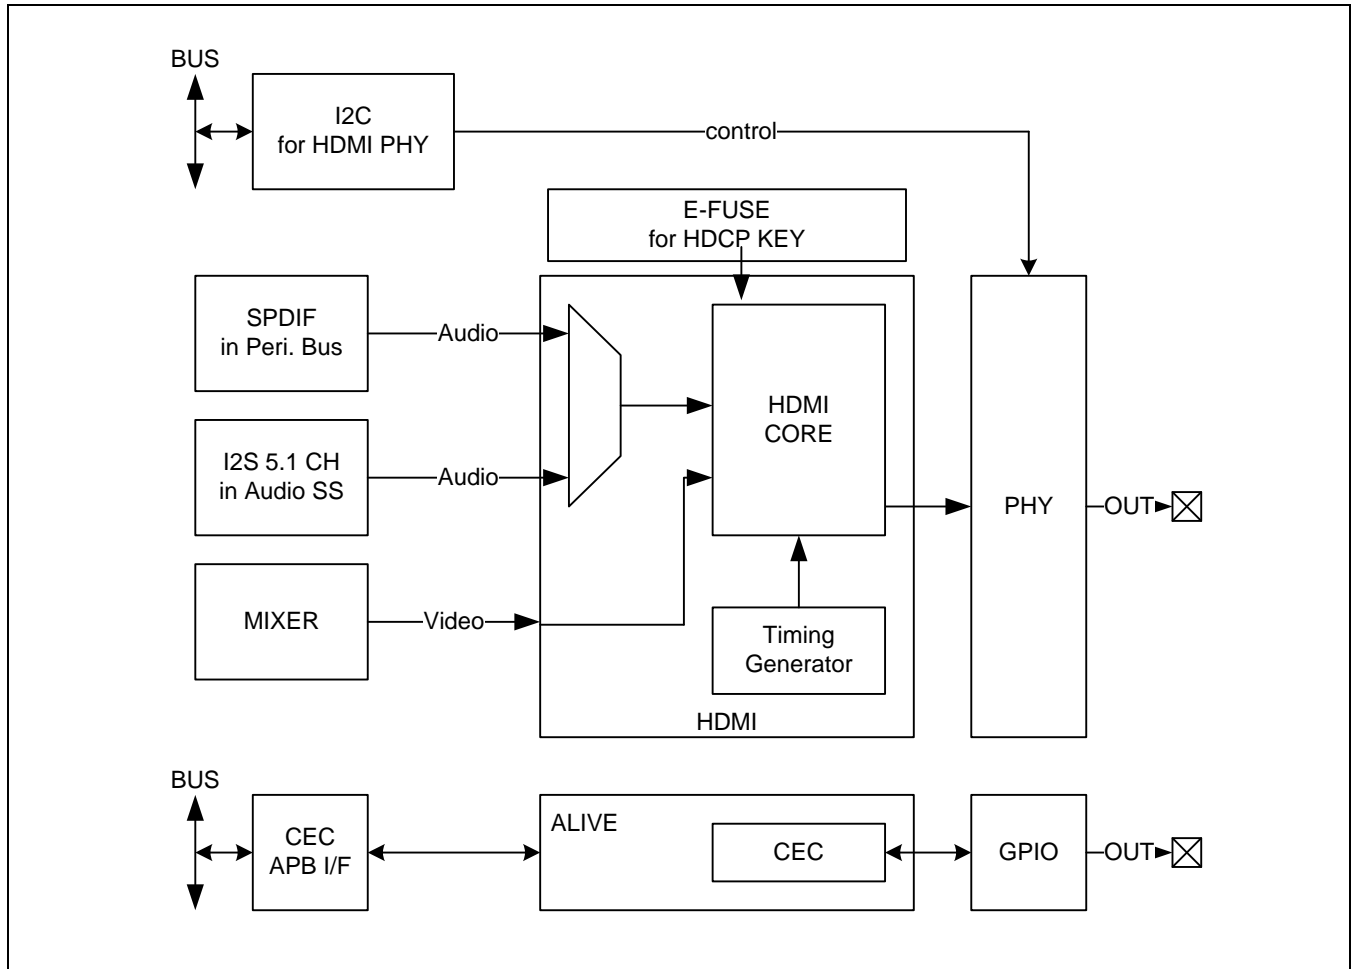 BUS
I2C
for HDMI PHY
control
E-FUSE
for HDCP KEY
SPDIF
in Peri. Bus
Audio
HDMI
CORE
I2S 5.1 CH
in Audio SS
Audio
PHY
OUT
MIXER
Video
Timing
Generator
HDMI
BUS
CEC
APB I/F
ALIVE
CEC
GPIO
OUT